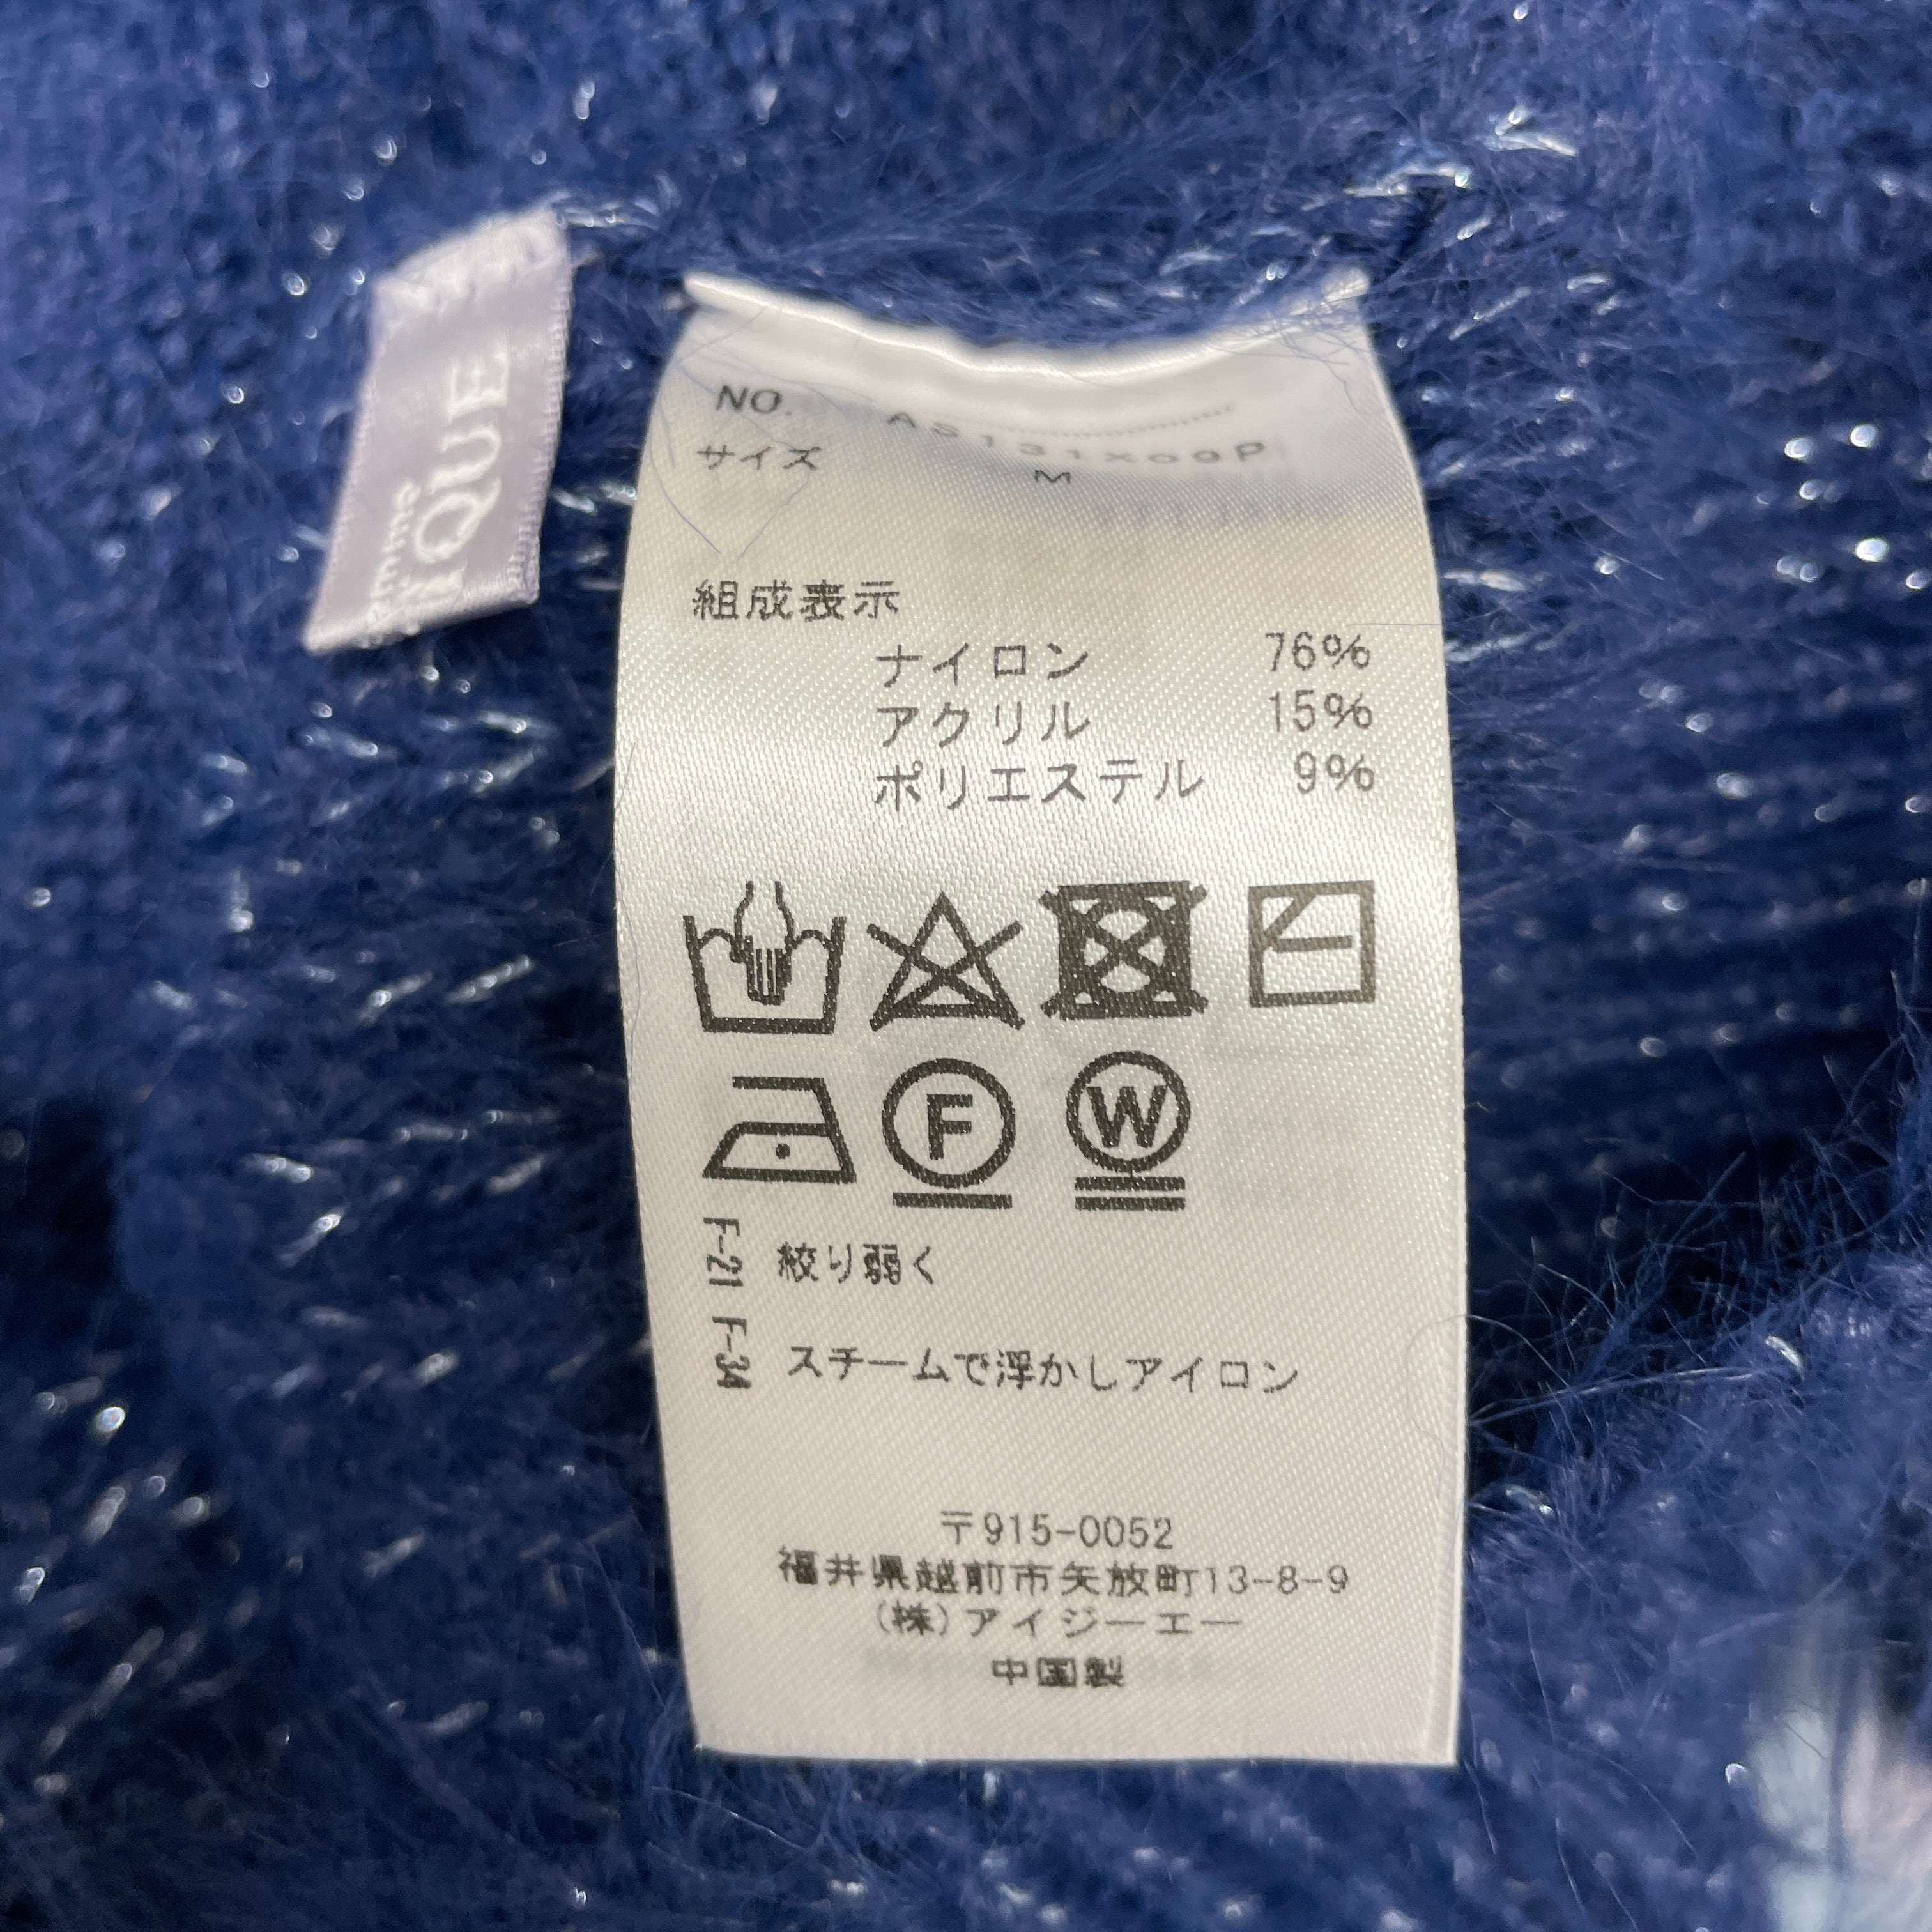 NO. AS131X09P
サイズ M
組成表示
ナイロン 76%
アクリル 15%
ポリエステル 9%
F
W
F-21 絞り弱く
F-34 スチームで浮かしアイロン
〒915-0052
福井県越前市矢放町13-8-9
(株)アイジーエー
中国製